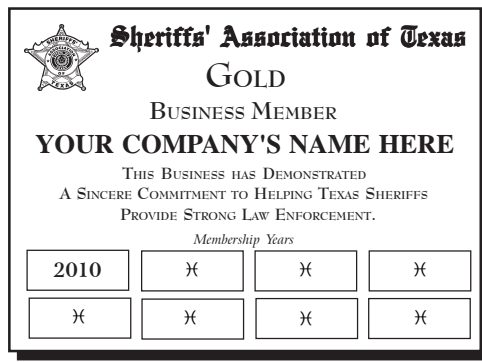 Sheriffs' Association of Texas
GOLD
BUSINESS MEMBER
YOUR COMPANY'S NAME HERE
THIS BUSINESS HAS DEMONSTRATED
A SINCERE COMMITMENT TO HELPING TEXAS SHERIFFS
PROVIDE STRONG LAW ENFORCEMENT.
Membership Years
2010 ♓ ♓ ♓
♓ ♓ ♓ ♓